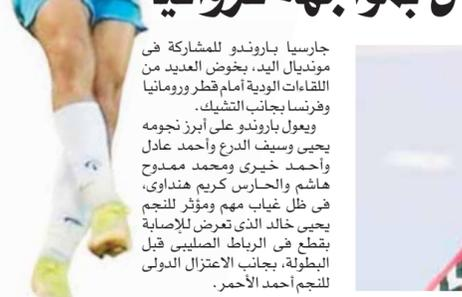 جارسيا باروندو للمشاركة فى
مونديال اليد، بخوض العديد من
اللقاءات الودية أمام قطر ورومانيا
وفرنسا بجانب التشيك.
ويعول باروندو على أبرز نجومه
يحيى وسيف الدرع وأحمد عادل
وأحمد خيرى ومحمد ممدوح
هاشم والحارس كريم هنداوى،
فى ظل غياب مهم ومؤثر للنجم
يحيى خالد الذى تعرض للإصابة
بقطع فى الرباط الصليبى قبل
البطولة، بجانب الاعتزال الدولى
للنجم أحمد الأحمر.